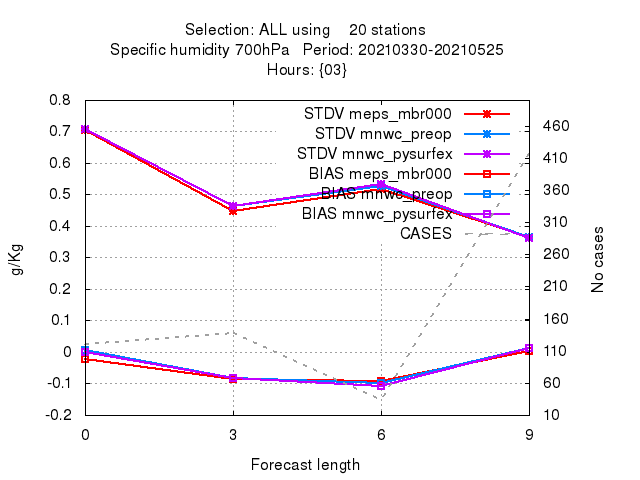 Selection: ALL using 20 stations
Specific humidity 700hPa Period: 20210330-20210525
Hours: {03}
STDV meps_mbr000
STDV mnwc_preop
STDV mnwc_pysurfex
BIAS meps_mbr000
BIAS mnwc_preop
BIAS mnwc_pysurfex
CASES
0.8
0.7
0.6
0.5
0.4
0.3
0.2
0.1
0
-0.1
-0.2
g/Kg
460
410
360
310
260
210
160
110
60
10
No cases
0 3 6 9
Forecast length